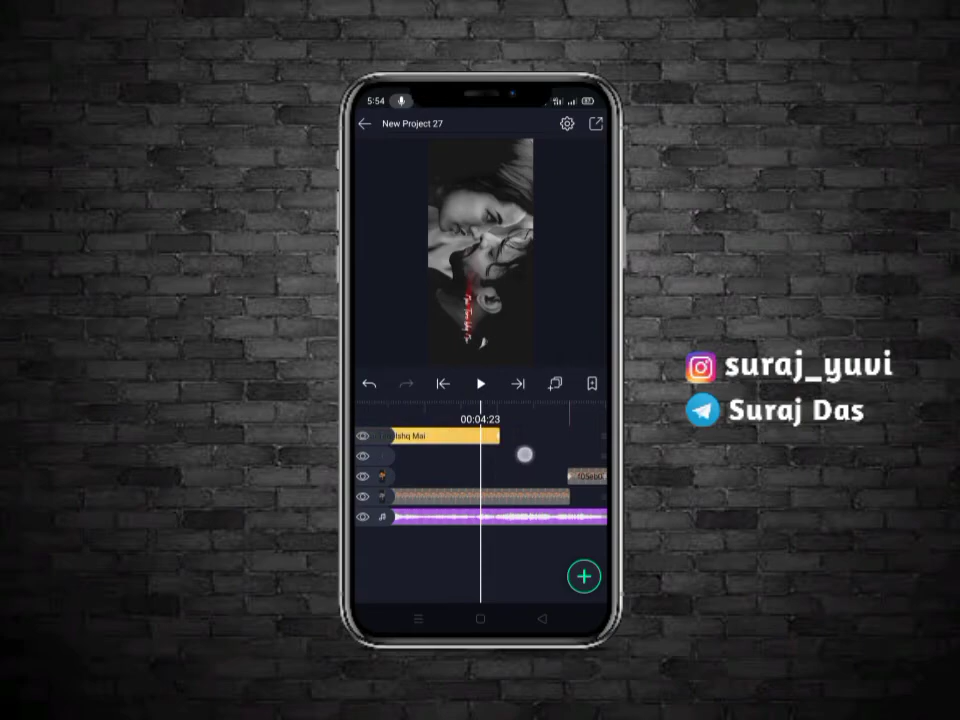 5:54
New Project 27
00:04:23
Ishq Mai
suraj_yuvi
Suraj Das